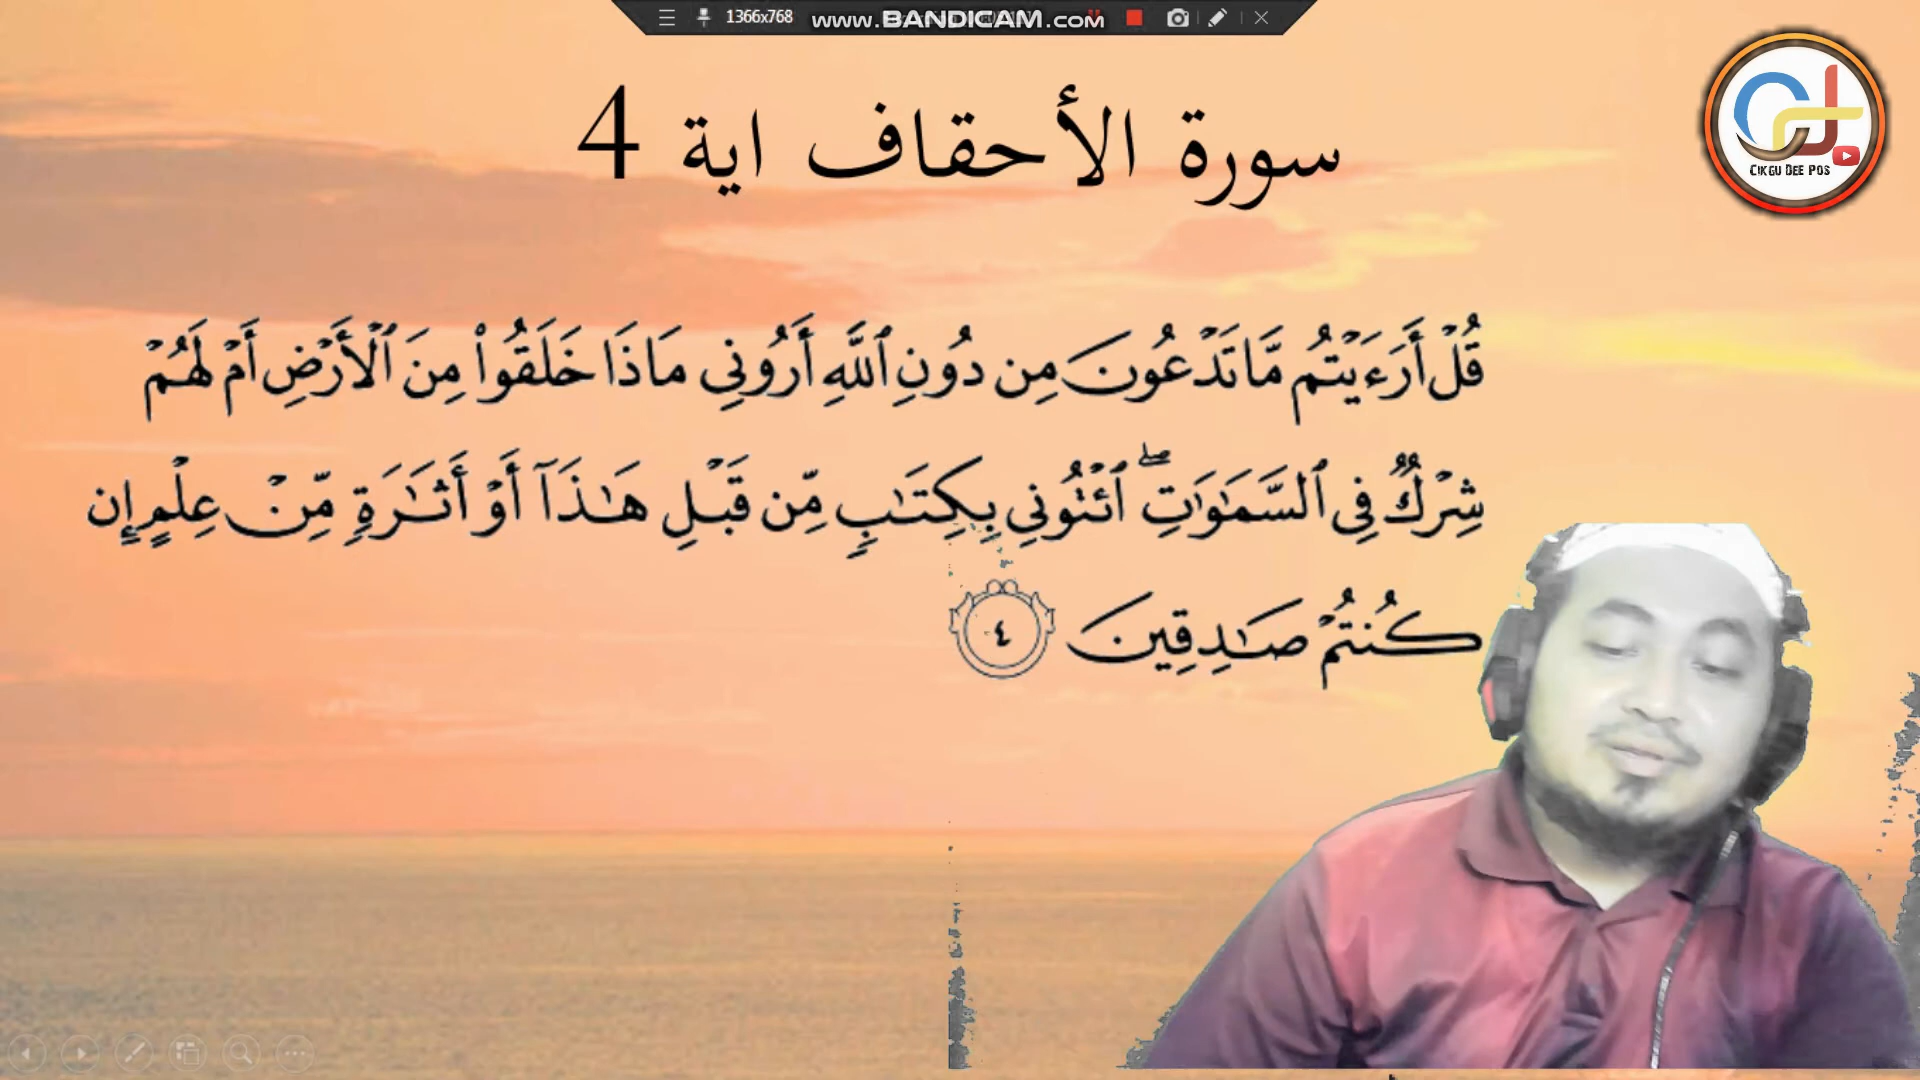 1366x768
www.BANDICAM.com
سورة الأحقاف اية 4
CIKGU DEE POS
قُلْ أَرَءَيْتُم مَّا تَدْعُونَ مِن دُونِ ٱللَّهِ أَرُونِي مَاذَا خَلَقُوا۟ مِنَ ٱلْأَرْضِ أَمْ لَهُمْ
شِرْكٌ فِي ٱلسَّمَـٰوَٰتِ ۖ ٱئْتُونِي بِكِتَـٰبٍ مِّن قَبْلِ هَـٰذَآ أَوْ أَثَـٰرَةٍ مِّنْ عِلْمٍ إِن
كُنتُمْ صَـٰدِقِينَ ٤